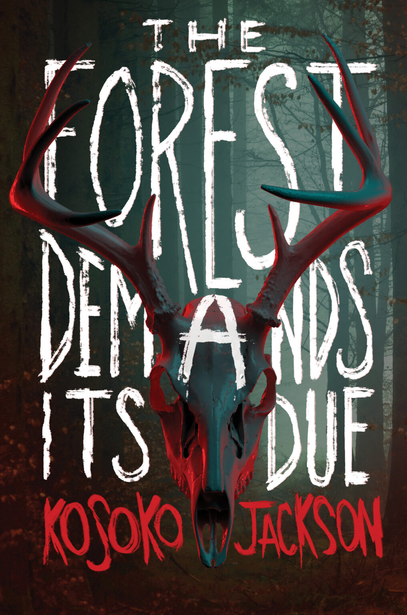 THE
FOREST
DEMANDS
ITS DUE
KOSOKO JACKSON